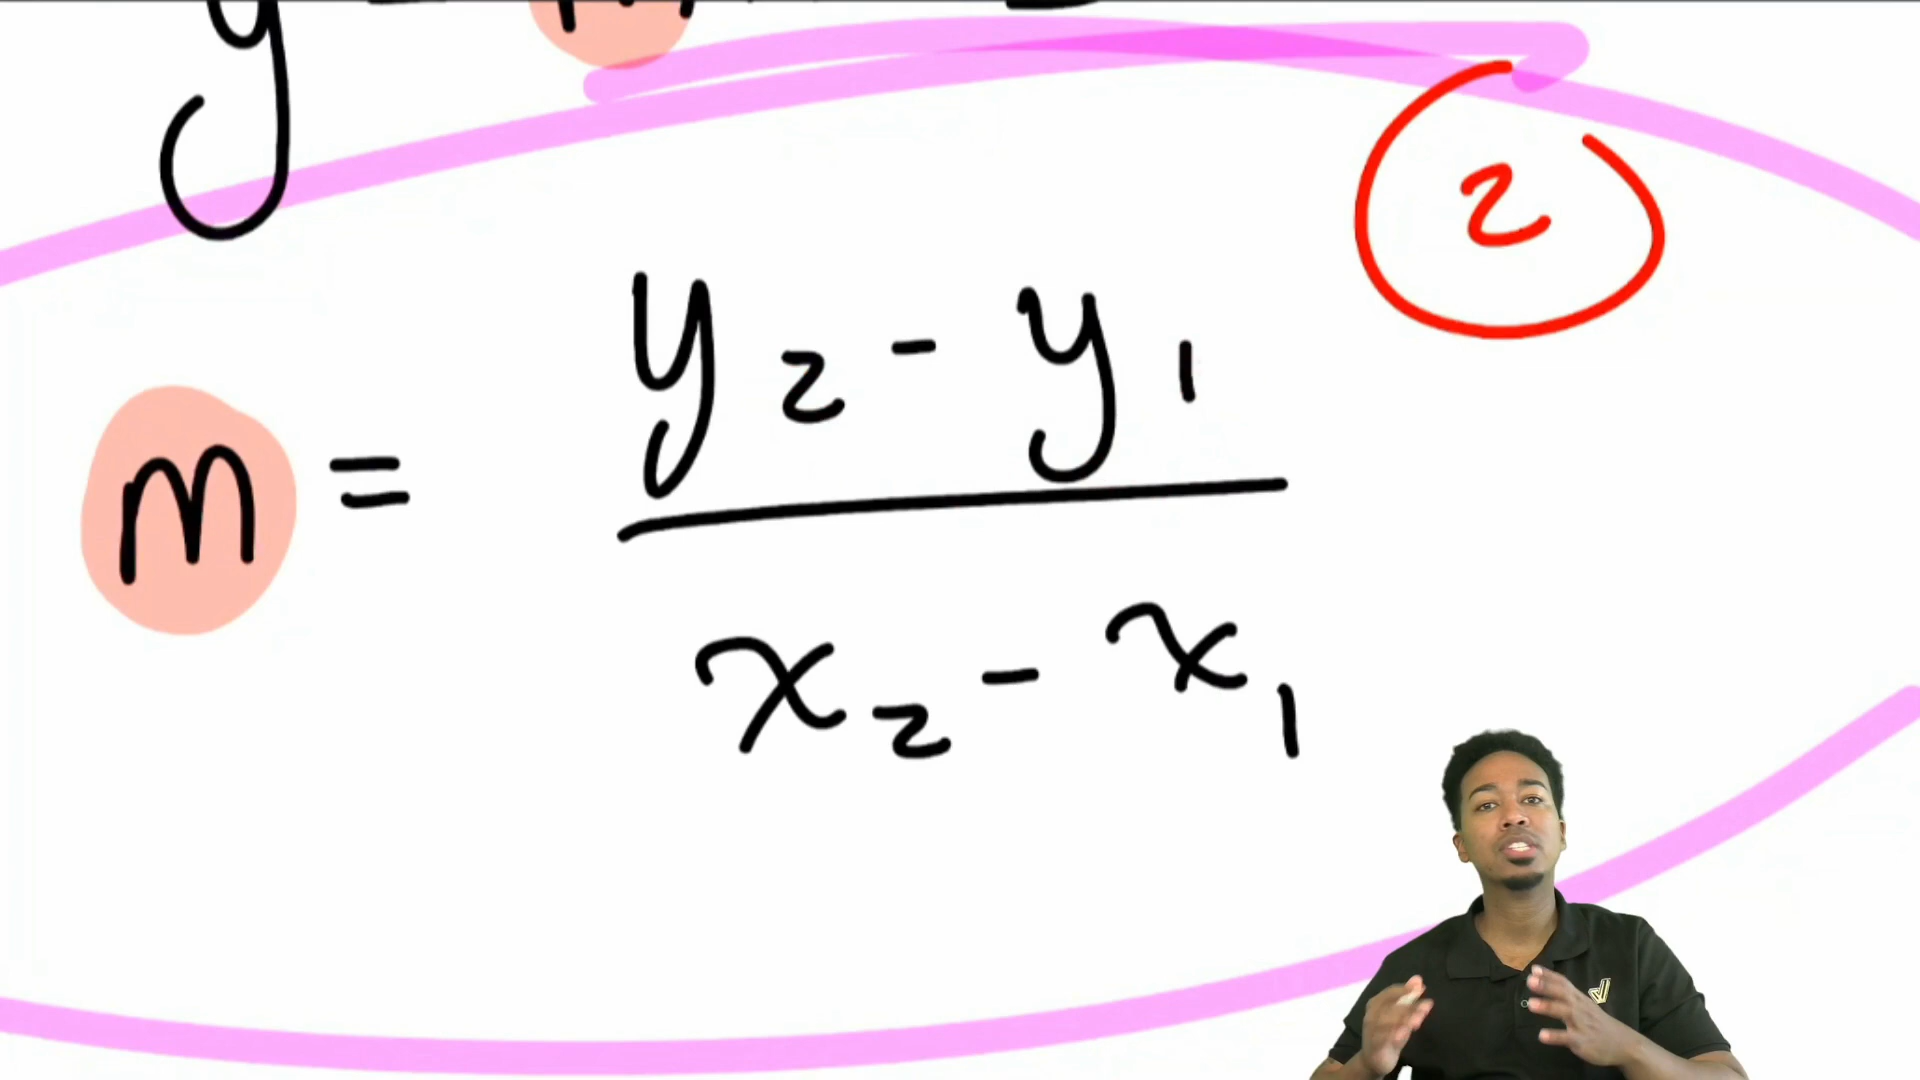 y =
2
m = y₂ - y₁
x₂ - x₁